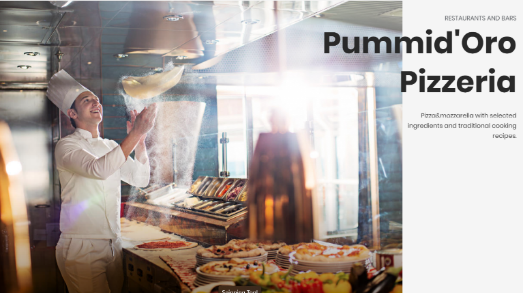 RESTAURANTS AND BARS
Pummid'Oro
Pizzeria
Pizza&mozzarella with selected
ingredients and traditional cooking
recipes.